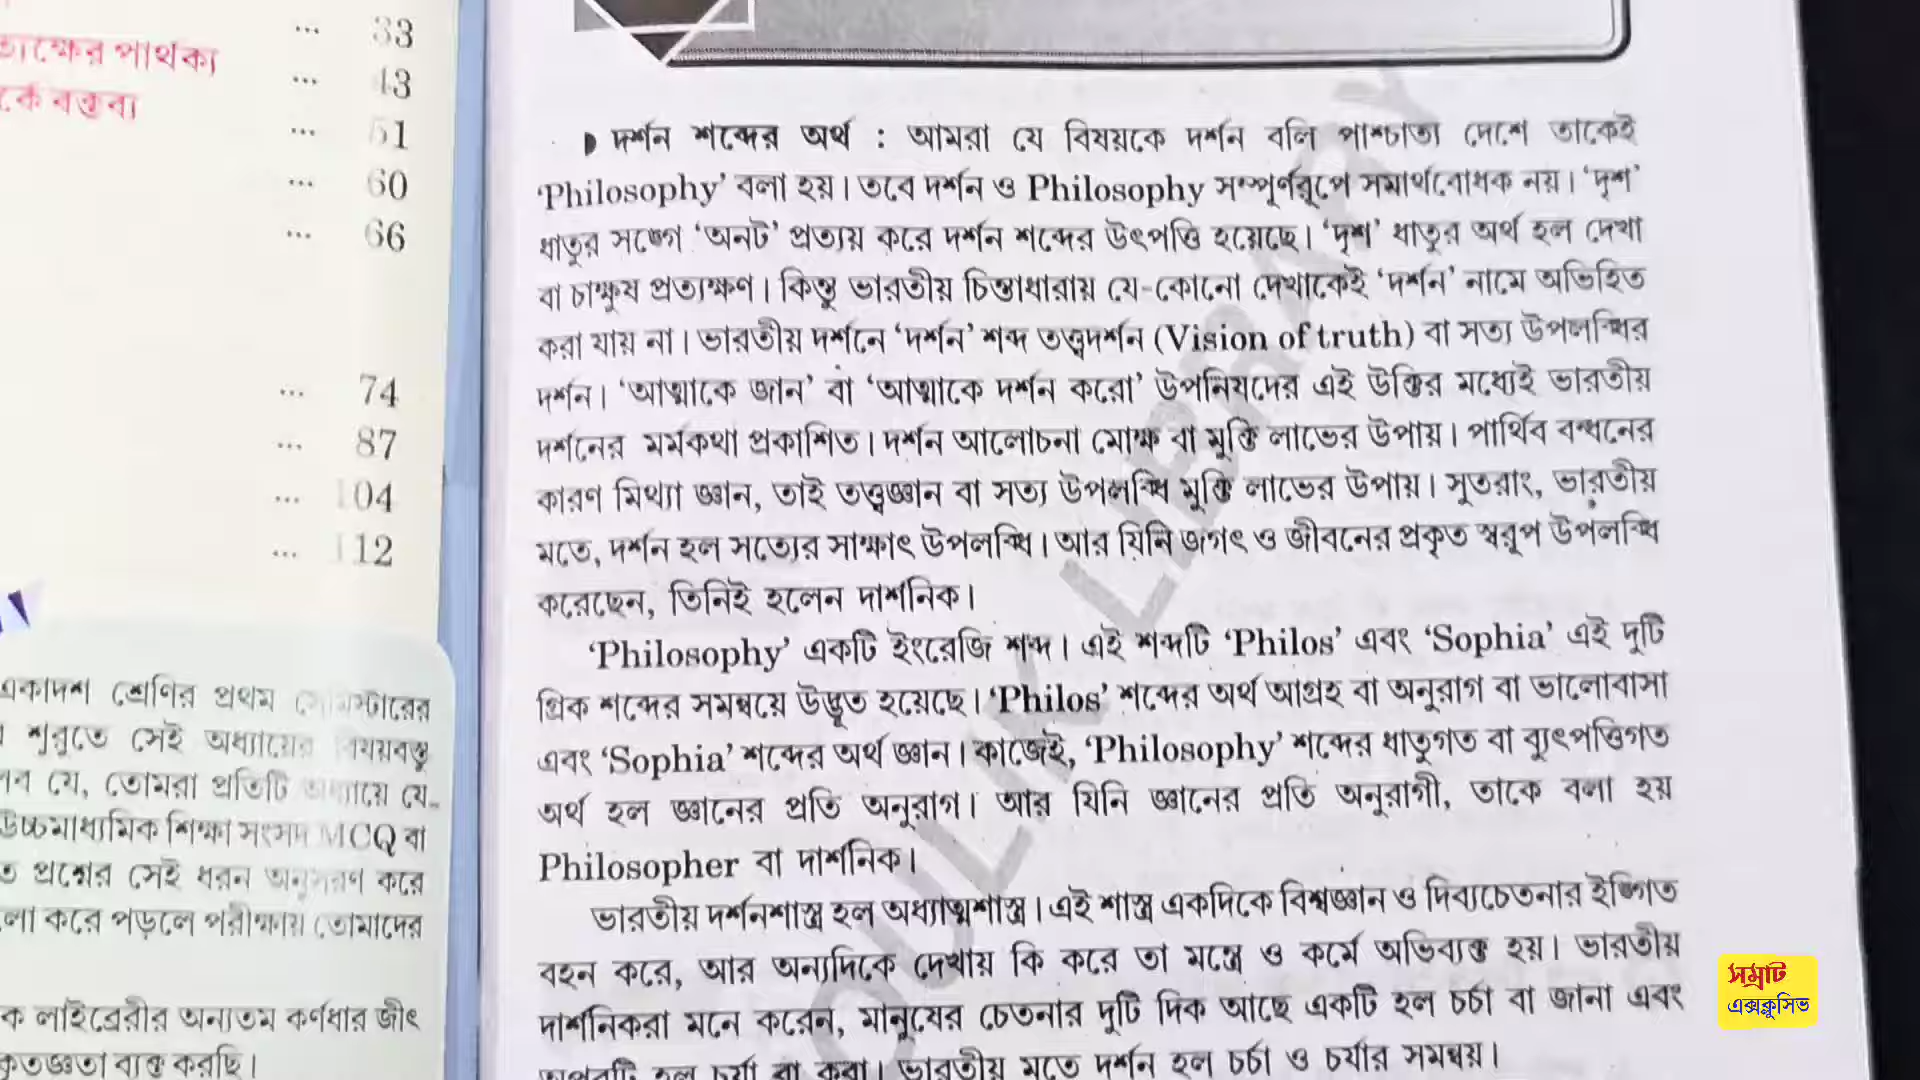 ... 33
পার্থক্য
... 43
বক্তব্য
... 51
... 60
... 66
... 74
... 87
... 104
... 112
একাদশ শ্রেণির প্রথম সেমিস্টারের
শুরুতে সেই অধ্যায়ের বিষয়বস্তু
যে, তোমরা প্রতিটি অধ্যায়ে যে
উচ্চমাধ্যমিক শিক্ষা সংসদ MCQ বা
প্রশ্নের সেই ধরন অনুসরণ করে
করে পড়লে পরীক্ষায় তোমাদের
লাইব্রেরীর অন্যতম কর্ণধার জীৎ
কৃতজ্ঞতা ব্যক্ত করছি।
দর্শন শব্দের অর্থ : আমরা যে বিষয়কে দর্শন বলি পাশ্চাত্য দেশে তাকেই
‘Philosophy’ বলা হয়। তবে দর্শন ও Philosophy সম্পূর্ণরূপে সমার্থবোধক নয়। ‘দৃশ’
ধাতুর সঙ্গে ‘অনট’ প্রত্যয় করে দর্শন শব্দের উৎপত্তি হয়েছে। ‘দৃশ’ ধাতুর অর্থ হল দেখা
বা চাক্ষুষ প্রত্যক্ষণ। কিন্তু ভারতীয় চিন্তাধারায় যে-কোনো দেখাকেই ‘দর্শন’ নামে অভিহিত
করা যায় না। ভারতীয় দর্শনে ‘দর্শন’ শব্দ তত্ত্বদর্শন (Vision of truth) বা সত্য উপলব্ধির
দর্শন। ‘আত্মাকে জান’ বা ‘আত্মাকে দর্শন করো’ উপনিষদের এই উক্তির মধ্যেই ভারতীয়
দর্শনের মর্মকথা প্রকাশিত। দর্শন আলোচনা মোক্ষ বা মুক্তি লাভের উপায়। পার্থিব বন্ধনের
কারণ মিথ্যা জ্ঞান, তাই তত্ত্বজ্ঞান বা সত্য উপলব্ধি মুক্তি লাভের উপায়। সুতরাং, ভারতীয়
মতে, দর্শন হল সত্যের সাক্ষাৎ উপলব্ধি। আর যিনি জগৎ ও জীবনের প্রকৃত স্বরূপ উপলব্ধি
করেছেন, তিনিই হলেন দার্শনিক।
‘Philosophy’ একটি ইংরেজি শব্দ। এই শব্দটি ‘Philos’ এবং ‘Sophia’ এই দুটি
গ্রিক শব্দের সমন্বয়ে উদ্ভূত হয়েছে। ‘Philos’ শব্দের অর্থ আগ্রহ বা অনুরাগ বা ভালোবাসা
এবং ‘Sophia’ শব্দের অর্থ জ্ঞান। কাজেই, ‘Philosophy’ শব্দের ধাতুগত বা ব্যুৎপত্তিগত
অর্থ হল জ্ঞানের প্রতি অনুরাগ। আর যিনি জ্ঞানের প্রতি অনুরাগী, তাকে বলা হয়
Philosopher বা দার্শনিক।
ভারতীয় দর্শনশাস্ত্র হল অধ্যাত্মশাস্ত্র। এই শাস্ত্র একদিকে বিশ্বজ্ঞান ও দিব্যচেতনার ইঙ্গিত
বহন করে, আর অন্যদিকে দেখায় কি করে তা মন্ত্রে ও কর্মে অভিব্যক্ত হয়। ভারতীয়
দার্শনিকরা মনে করেন, মানুষের চেতনার দুটি দিক আছে একটি হল চর্চা বা জানা এবং
অপরটি হল চর্যা বা করা। ভারতীয় মতে দর্শন হল চর্চা ও চর্যার সমন্বয়।
সম্রাট
এক্সক্লুসিভ